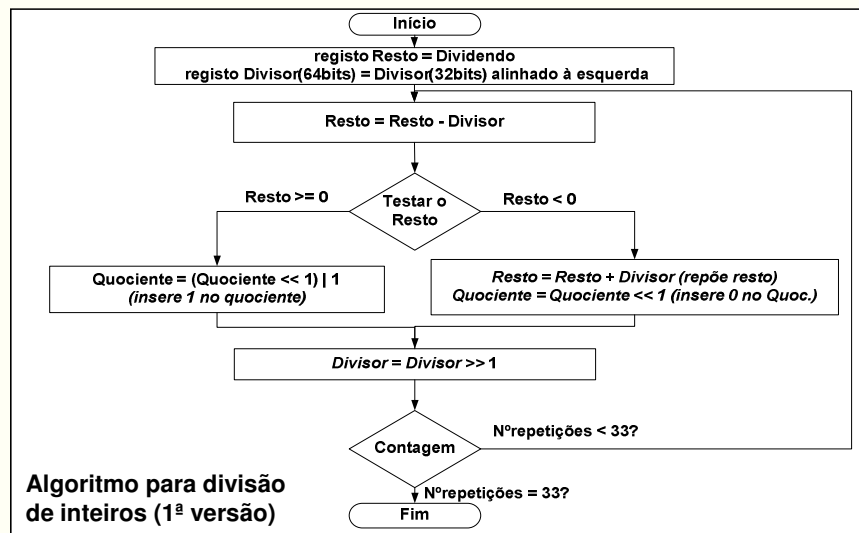 Início
registo Resto = Dividendo
registo Divisor(64bits) = Divisor(32bits) alinhado à esquerda
Resto = Resto - Divisor
Testar o
Resto
Resto >= 0
Resto < 0
Quociente = (Quociente << 1) | 1
(insere 1 no quociente)
Resto = Resto + Divisor (repõe resto)
Quociente = Quociente << 1 (insere 0 no Quoc.)
Divisor = Divisor >> 1
Contagem
Nºrepetições < 33?
Nºrepetições = 33?
Fim
Algoritmo para divisão
de inteiros (1ª versão)